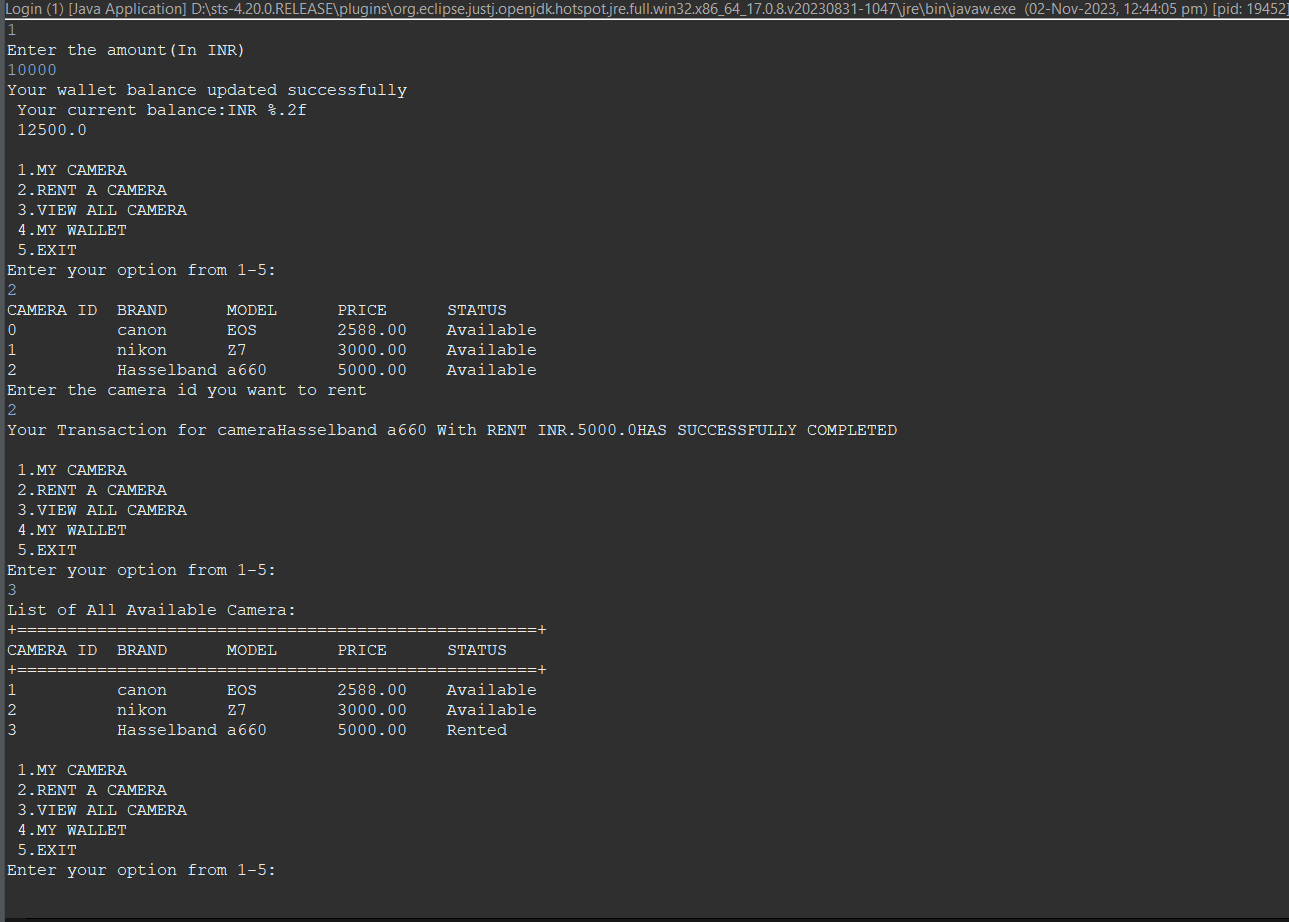 Login (1) [Java Application] D:\sts-4.20.0.RELEASE\plugins\org.eclipse.justj.openjdk.hotspot.jre.full.win32.x86_64_17.0.8.v20230831-1047\jre\bin\javaw.exe (02-Nov-2023, 12:44:05 pm) [pid: 19452]
1
Enter the amount(In INR)
10000
Your wallet balance updated successfully
 Your current balance:INR %.2f
 12500.0

 1.MY CAMERA
 2.RENT A CAMERA
 3.VIEW ALL CAMERA
 4.MY WALLET
 5.EXIT
Enter your option from 1-5:
2
CAMERA ID  BRAND      MODEL      PRICE      STATUS
0          canon      EOS        2588.00    Available
1          nikon      Z7         3000.00    Available
2          Hasselband a660       5000.00    Available
Enter the camera id you want to rent
2
Your Transaction for cameraHasselband a660 With RENT INR.5000.0HAS SUCCESSFULLY COMPLETED

 1.MY CAMERA
 2.RENT A CAMERA
 3.VIEW ALL CAMERA
 4.MY WALLET
 5.EXIT
Enter your option from 1-5:
3
List of All Available Camera:
+====================================================+
CAMERA ID  BRAND      MODEL      PRICE      STATUS
+====================================================+
1          canon      EOS        2588.00    Available
2          nikon      Z7         3000.00    Available
3          Hasselband a660       5000.00    Rented

 1.MY CAMERA
 2.RENT A CAMERA
 3.VIEW ALL CAMERA
 4.MY WALLET
 5.EXIT
Enter your option from 1-5: